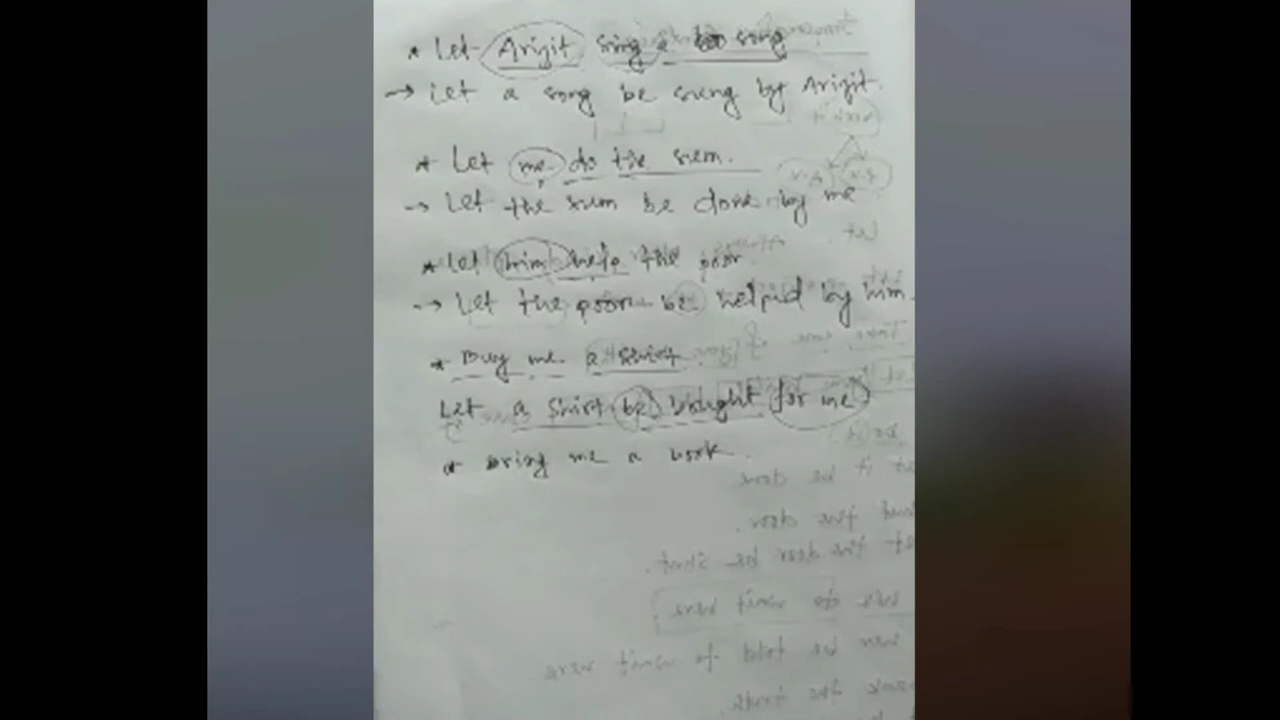 * Let Arijit sing a song
→ Let a song be sung by Arijit.
* Let me do the sum.
→ Let the sum be done by me
* Let him help the poor
→ Let the poor be helped by him.
* Buy me a shirt
Let a shirt be bought for me
* Bring me a book.